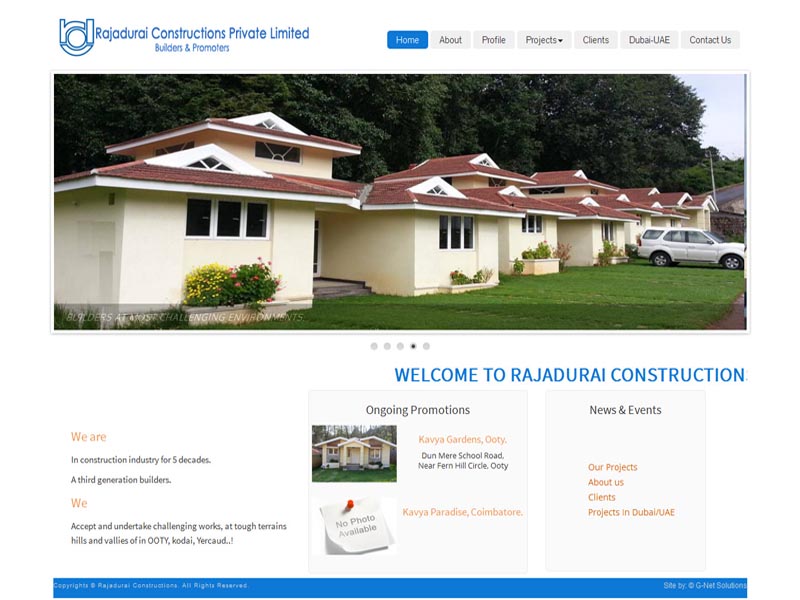 Rajadurai Constructions Private Limited
Builders & Promoters
Home
About
Profile
Projects
Clients
Dubai-UAE
Contact Us
BUILDERS AT MOST CHALLENGING ENVIRONMENTS
WELCOME TO RAJADURAI CONSTRUCTION
We are
In construction industry for 5 decades.
A third generation builders.
We
Accept and undertake challenging works, at tough terrains
hills and vallies of in OOTY, kodai, Yercaud..!
Ongoing Promotions
Kavya Gardens, Ooty.
Dun Mere School Road,
Near Fern Hill Circle, Ooty
No Photo
Available
Kavya Paradise, Coimbatore.
News & Events
Our Projects
About us
Clients
Projects in Dubai/UAE
Copyrights © Rajadurai Constructions. All Rights Reserved.
Site by: © G-Net Solutions